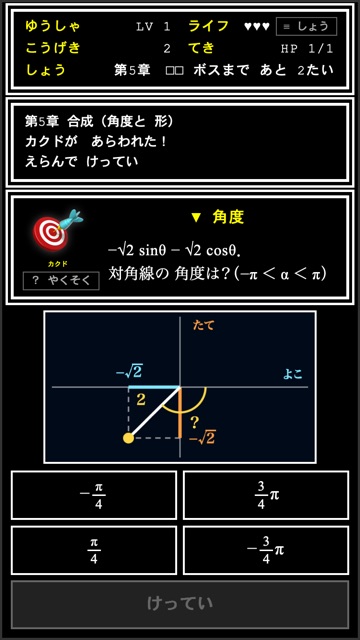 ゆうしゃ LV 1 ライフ ♥♥♥ ≡ しょう
こうげき 2 てき HP 1/1
しょう 第5章 □□ ボスまで あと 2たい
第5章 合成（角度と 形）
カクドが あらわれた！
えらんで けってい
カクド
? やくそく
▼ 角度
−√2 sinθ − √2 cosθ.
対角線の 角度は？(−π < α < π)
たて
よこ
−√2
2
?
−√2
−π/4
3/4π
π/4
−3/4π
けってい